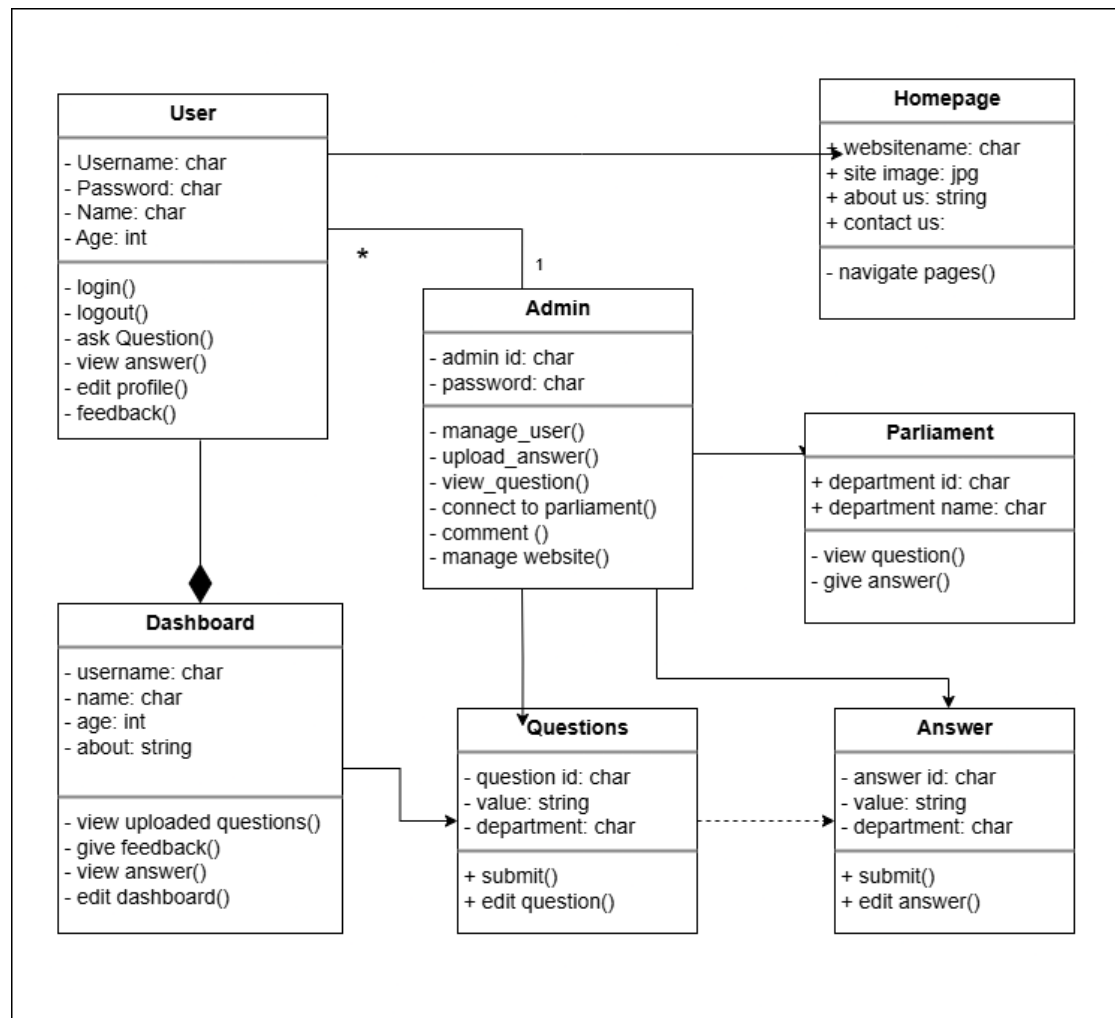 User
- Username: char
- Password: char
- Name: char
- Age: int
- login()
- logout()
- ask Question()
- view answer()
- edit profile()
- feedback()
Homepage
+ websitename: char
+ site image: jpg
+ about us: string
+ contact us:
- navigate pages()
*
1
Admin
- admin id: char
- password: char
- manage_user()
- upload_answer()
- view_question()
- connect to parliament()
- comment ()
- manage website()
Parliament
+ department id: char
+ department name: char
- view question()
- give answer()
Dashboard
- username: char
- name: char
- age: int
- about: string
- view uploaded questions()
- give feedback()
- view answer()
- edit dashboard()
Questions
- question id: char
- value: string
- department: char
+ submit()
+ edit question()
Answer
- answer id: char
- value: string
- department: char
+ submit()
+ edit answer()